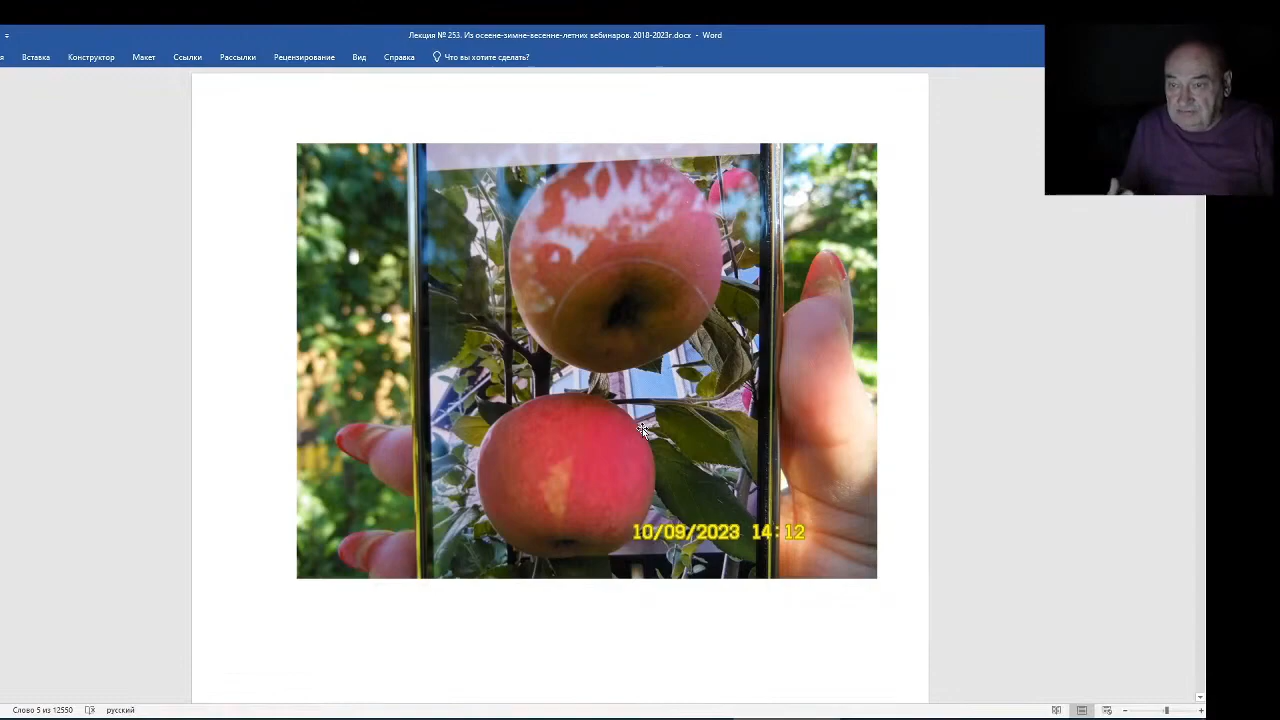 Лекция № 253. Из осеене-зимне-весенне-летних вебинаров. 2018-2023г.docx - Word
Вставка Конструктор Макет Ссылки Рассылки Рецензирование Вид Справка Что вы хотите сделать?
10/09/2023 14:12
Слово 5 из 12550 русский